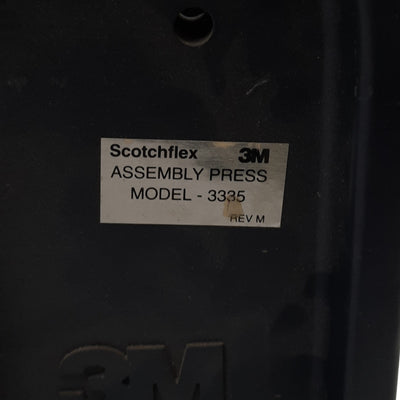 Scotchflex 3M
ASSEMBLY PRESS
MODEL - 3335
REV M
3M